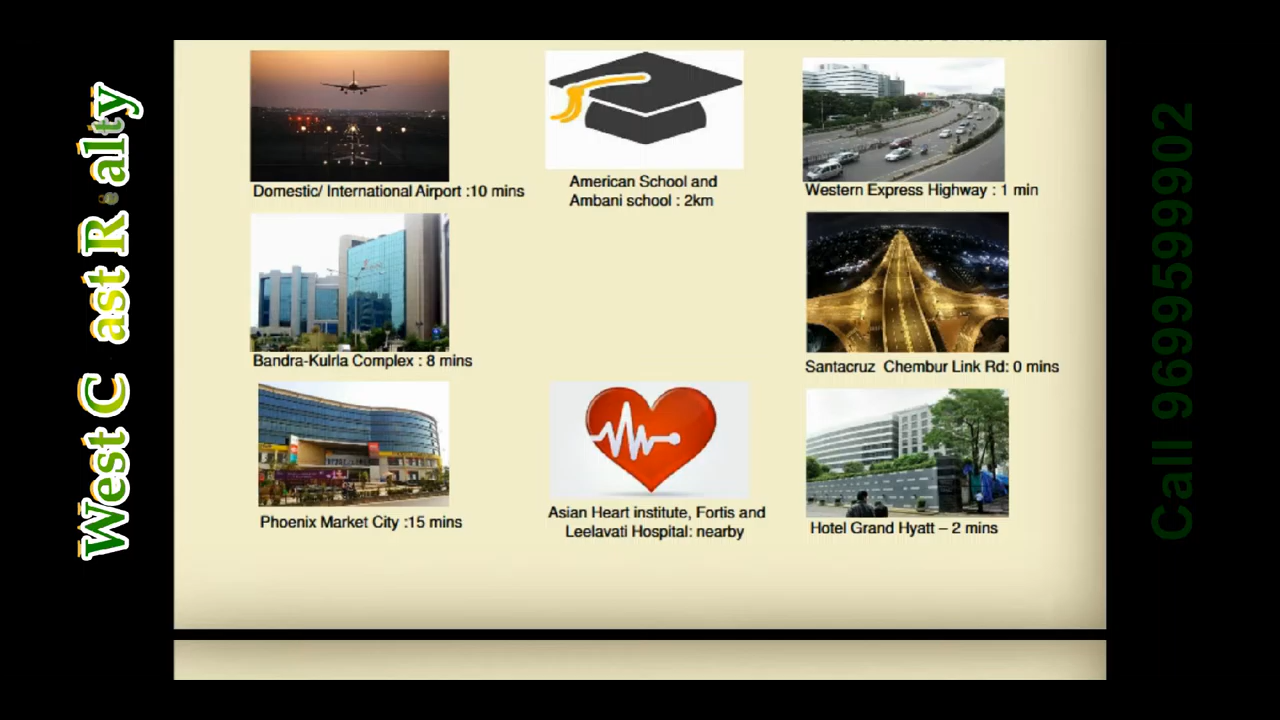 West C ast R alty
Domestic/ International Airport :10 mins
American School and
Ambani school : 2km
Western Express Highway : 1 min
Bandra-Kulrla Complex : 8 mins
Santacruz Chembur Link Rd: 0 mins
Phoenix Market City :15 mins
Asian Heart institute, Fortis and
Leelavati Hospital: nearby
Hotel Grand Hyatt – 2 mins
Call 9699599902